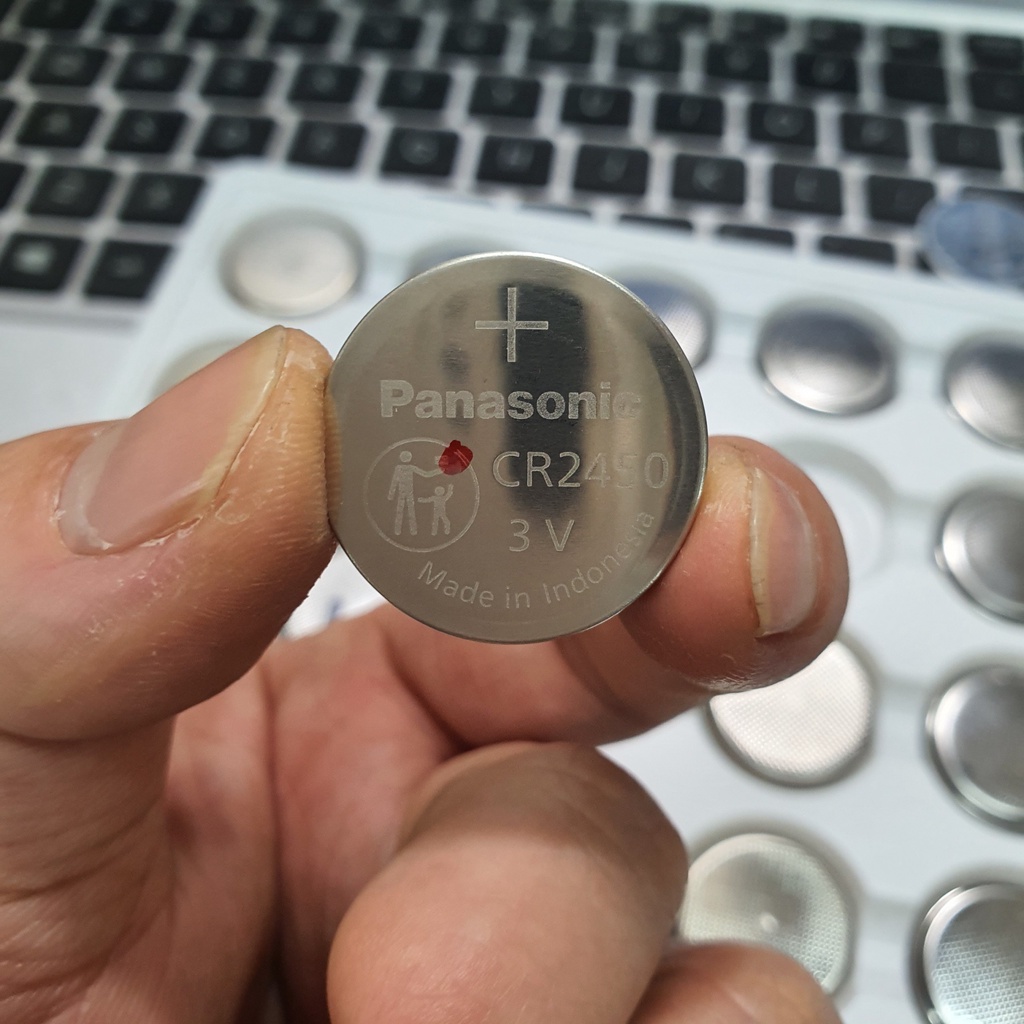 +
Panasonic
CR2450
3 V
Made in Indonesia